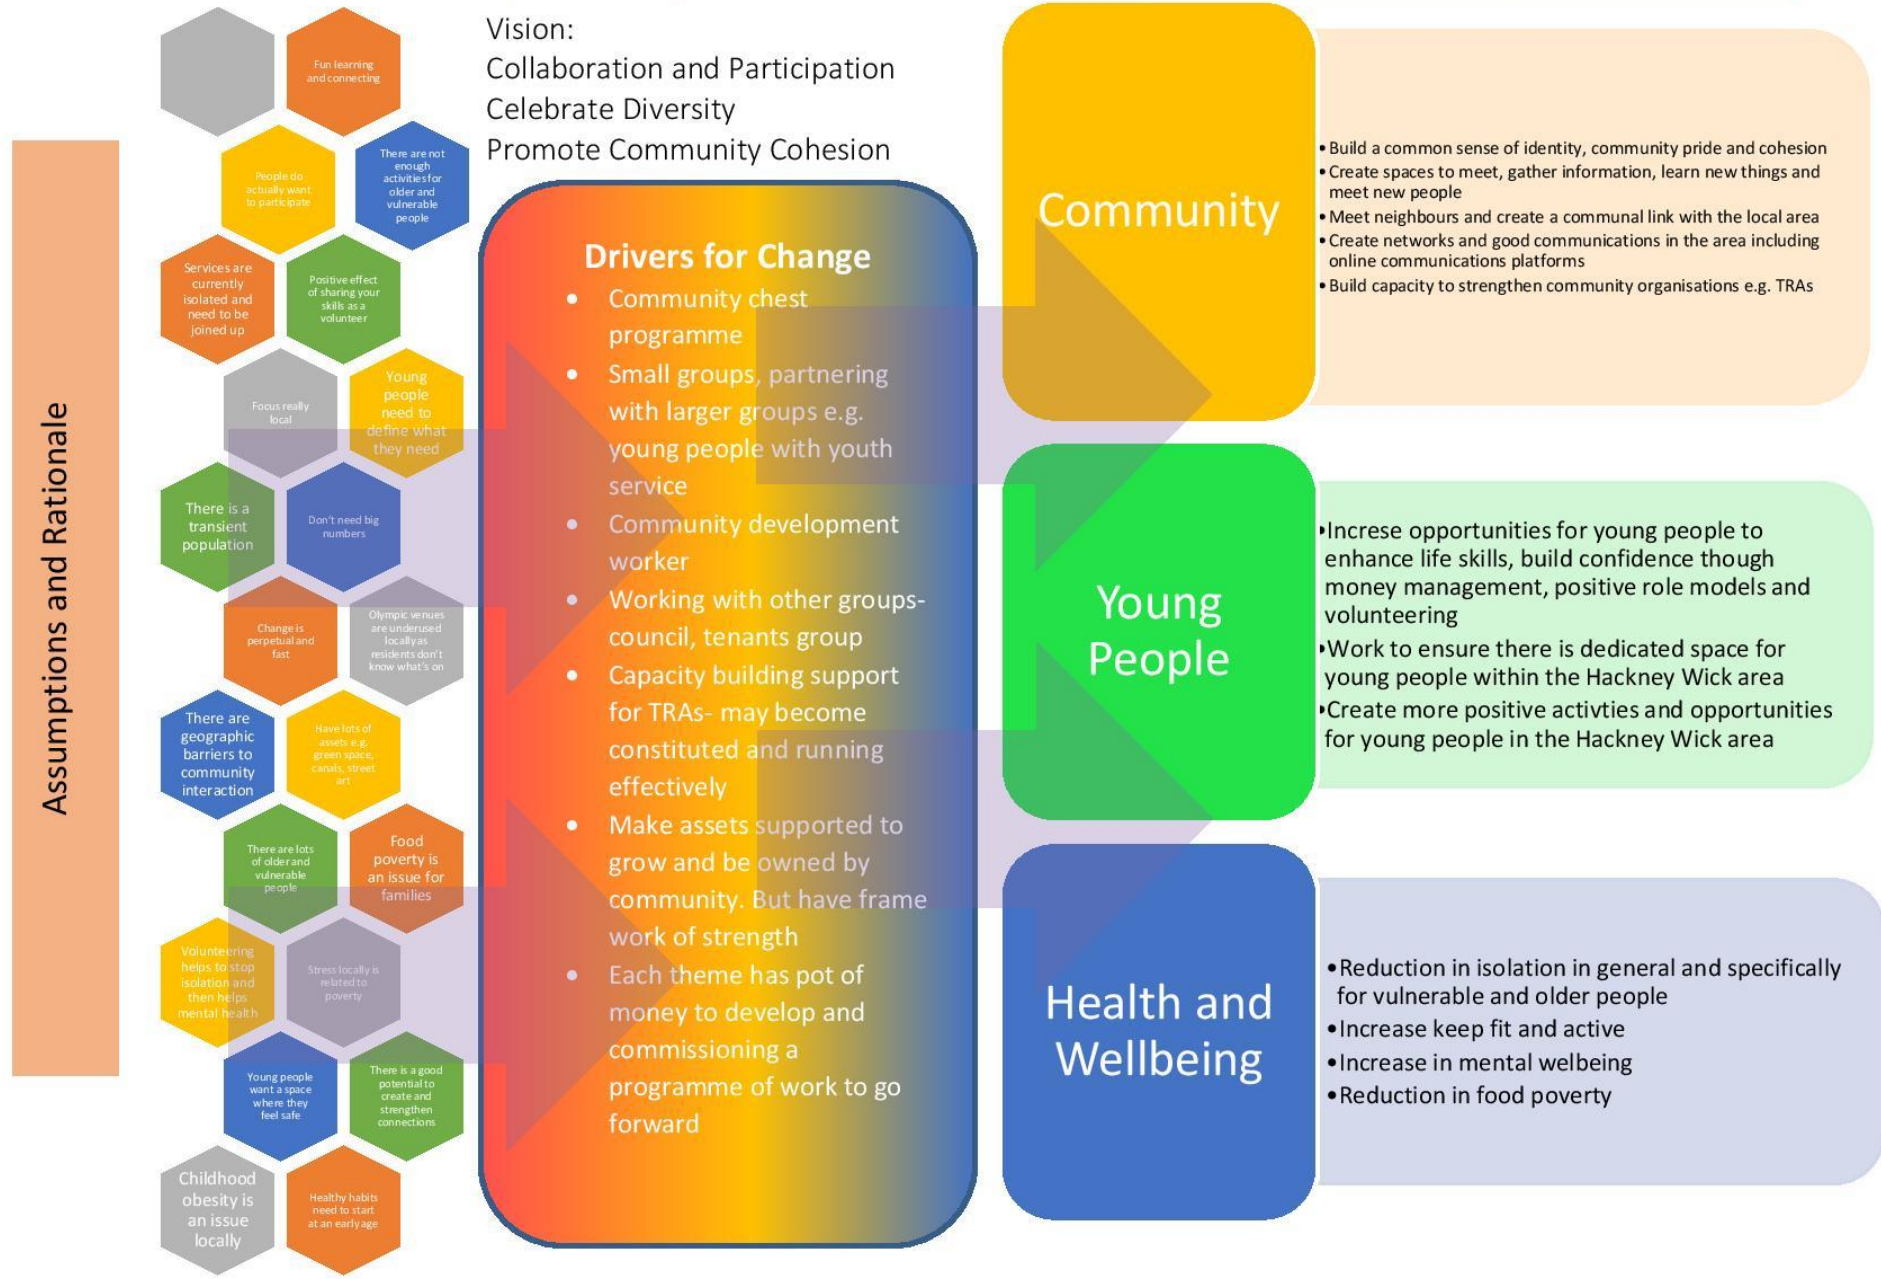 Assumptions and Rationale
Fun learning
and connecting
People do
actually want
to participate
There are not
enough
activities for
older and
vulnerable
people
Services are
currently
isolated and
need to be
joined up
Positive effect
of sharing your
skills as a
volunteer
Focus really
local
Young
people
need to
define what
they need
There is a
transient
population
Don't need big
numbers
Change is
perpetual and
fast
Olympic venues
are underused
locally as
residents don't
know what's on
There are
geographic
barriers to
community
interaction
Have lots of
assets e.g.
green space,
canals, street
art
There are lots
of older and
vulnerable
people
Food
poverty is
an issue for
families
Volunteering
helps to stop
isolation and
then helps
mental health
Stress locally is
related to
poverty
Young people
want a space
where they
feel safe
There is a good
potential to
create and
strengthen
connections
Childhood
obesity is
an issue
locally
Healthy habits
need to start
at an early age
Vision:
Collaboration and Participation
Celebrate Diversity
Promote Community Cohesion
Drivers for Change
• Community chest
programme
• Small groups, partnering
with larger groups e.g.
young people with youth
service
• Community development
worker
• Working with other groups-
council, tenants group
• Capacity building support
for TRAs- may become
constituted and running
effectively
• Make assets supported to
grow and be owned by
community. But have frame
work of strength
• Each theme has pot of
money to develop and
commissioning a
programme of work to go
forward
Community
• Build a common sense of identity, community pride and cohesion
• Create spaces to meet, gather information, learn new things and
meet new people
• Meet neighbours and create a communal link with the local area
• Create networks and good communications in the area including
online communications platforms
• Build capacity to strengthen community organisations e.g. TRAs
Young
People
•Increse opportunities for young people to
enhance life skills, build confidence though
money management, positive role models and
volunteering
•Work to ensure there is dedicated space for
young people within the Hackney Wick area
•Create more positive activties and opportunities
for young people in the Hackney Wick area
Health and
Wellbeing
•Reduction in isolation in general and specifically
for vulnerable and older people
•Increase keep fit and active
•Increase in mental welbeing
•Reduction in food poverty